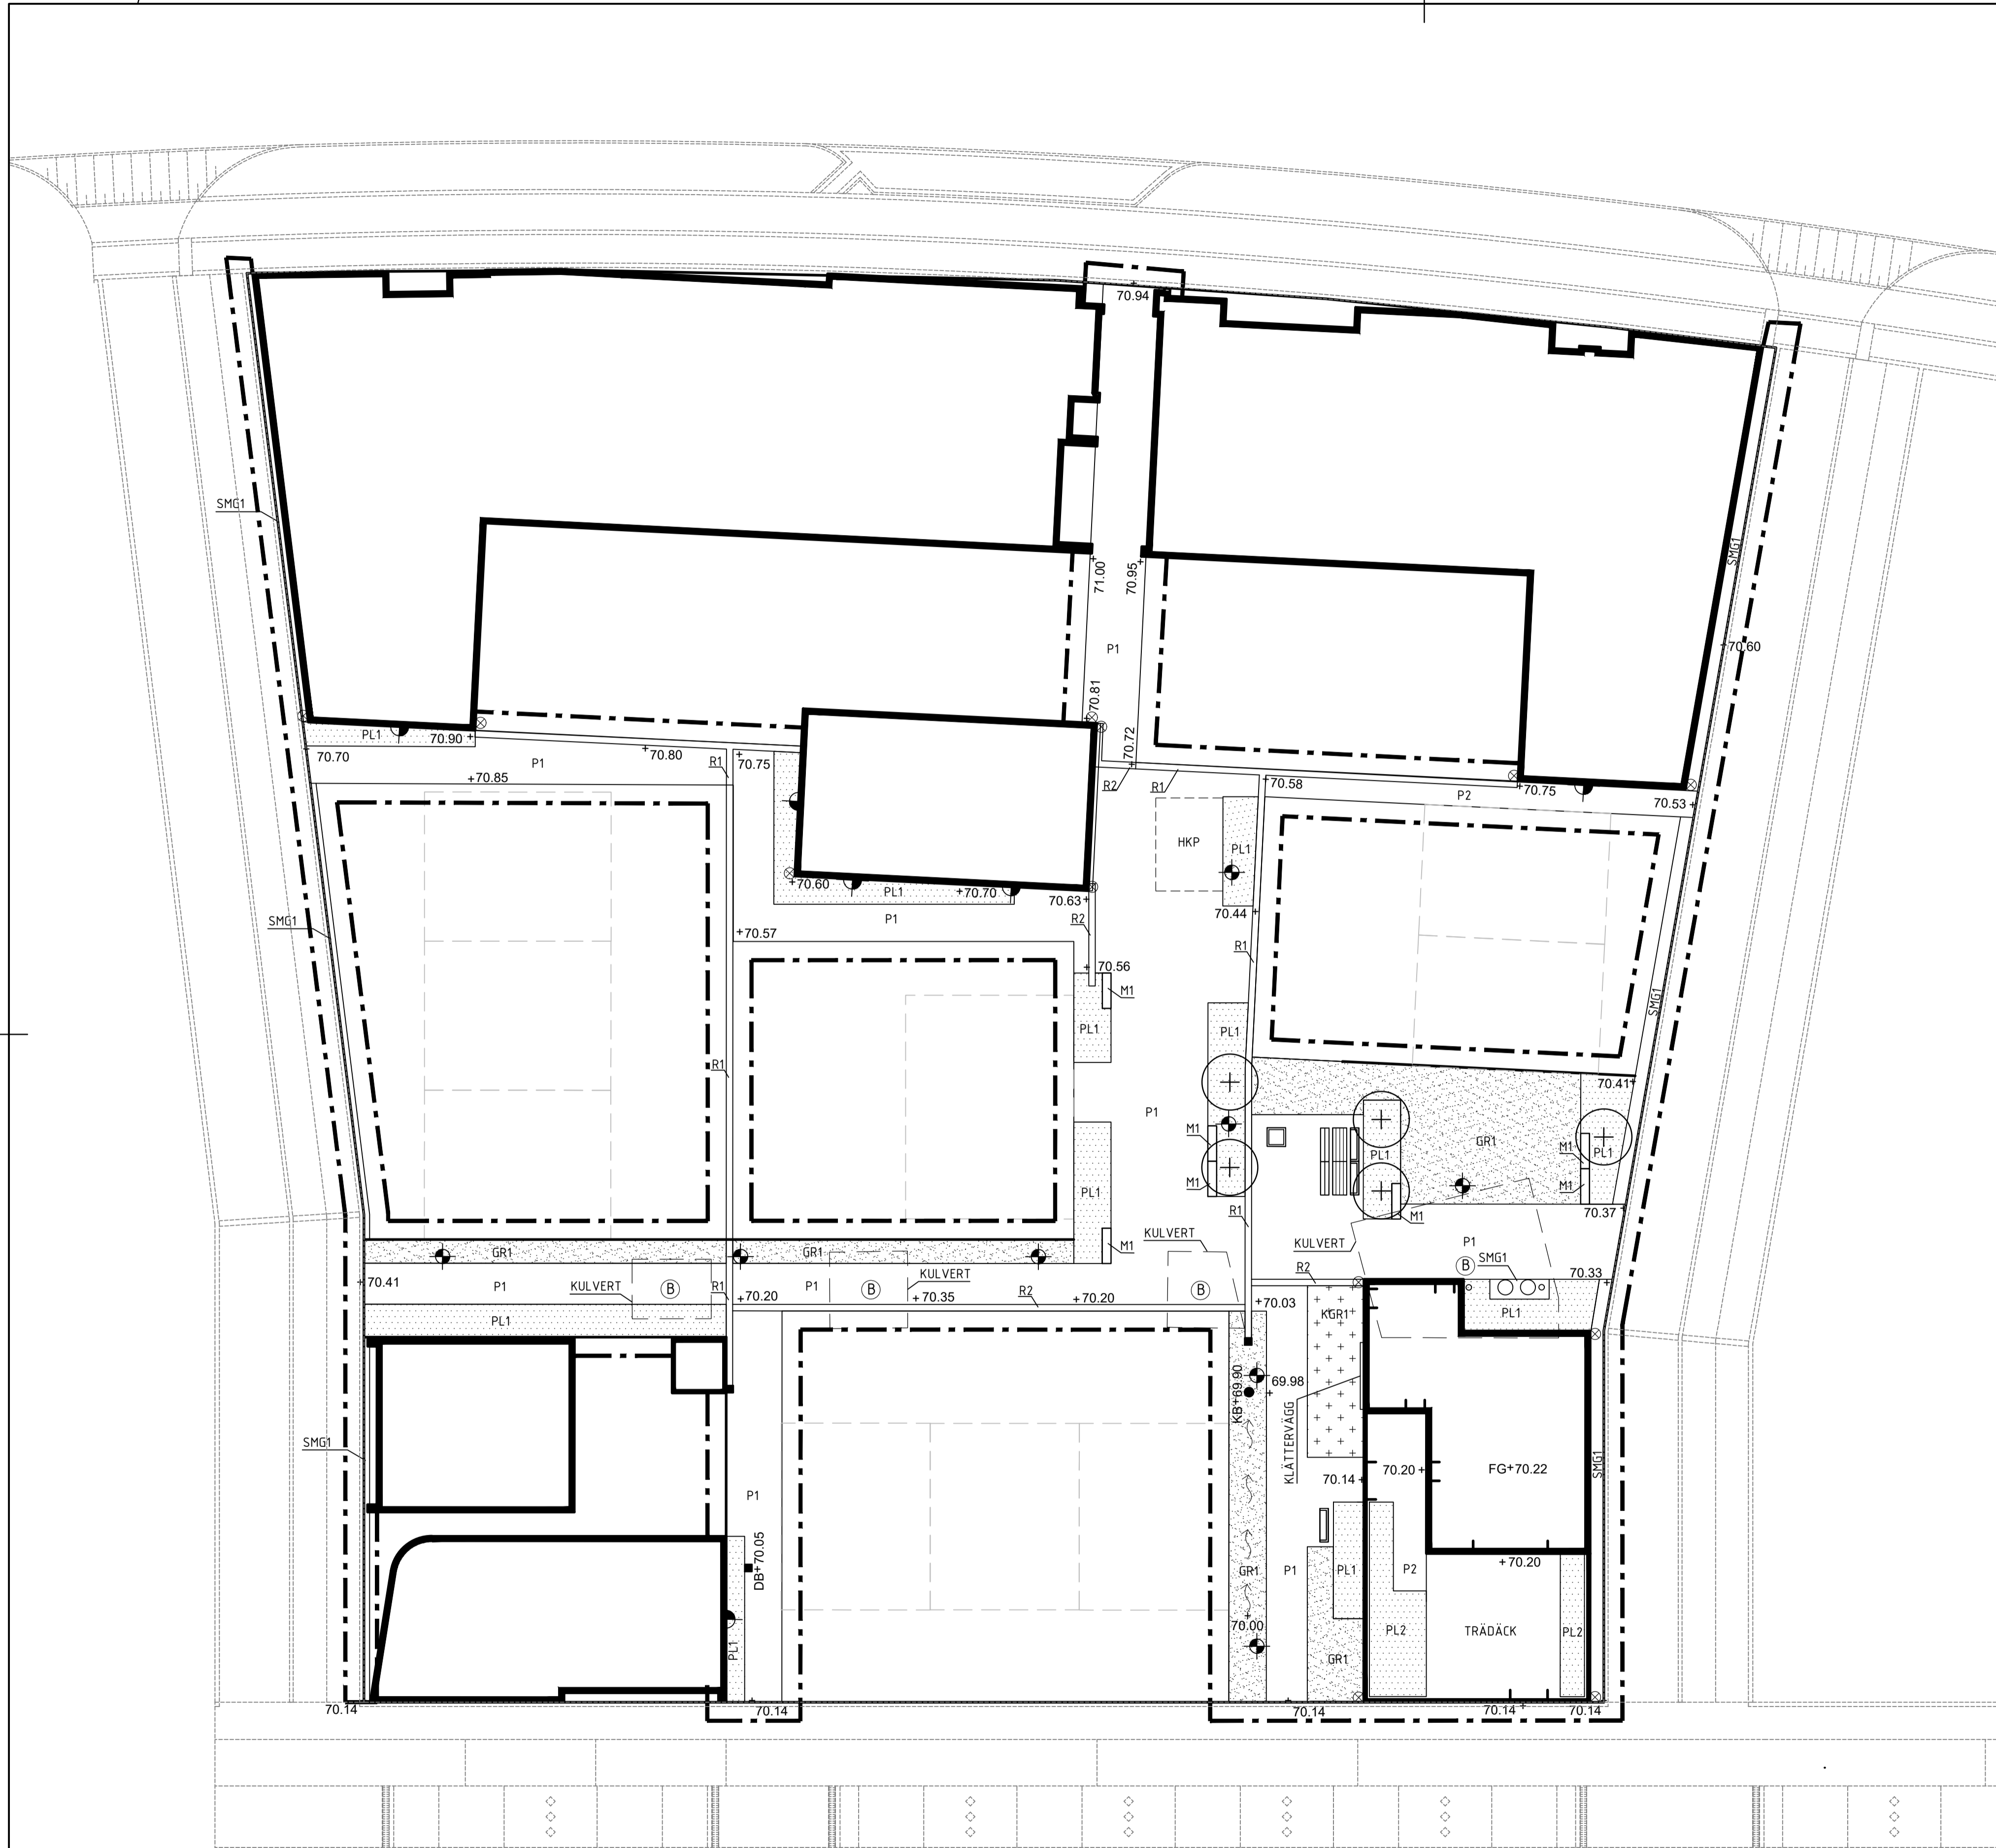 70.94
SMG1
SMG1
71.00
70.95
P1
70.60
70.81
70.72
PL1
70.90
70.70
P1
70.80
R1
70.75
70.85
R2
R1
70.58
70.75
P2
70.53
HKP
PL1
70.60
PL1
70.70
70.63
70.44
SMG1
P1
R2
70.57
R1
70.56
M1
SMG1
PL1
PL1
R1
70.41
P1
M1
GR1
PL1
M1
PL1
M1
M1
PL1
R1
M1
70.37
KULVERT
KULVERT
P1
GR1
GR1
M1
SMG1
B
R2
70.41
P1
KULVERT
B
R1
P1
B
KULVERT
B
70.33
70.20
70.35
R2
70.20
70.03
KGR1
PL1
PL1
KB+69.90
69.98
KLÄTTERVÄGG
SMG1
SMG1
70.14
70.20
FG+70.22
P1
DB+70.05
70.20
GR1
P1
PL1
P2
70.00
PL1
PL2
TRÄDÄCK
PL2
GR1
70.14
70.14
70.14
70.14
70.14